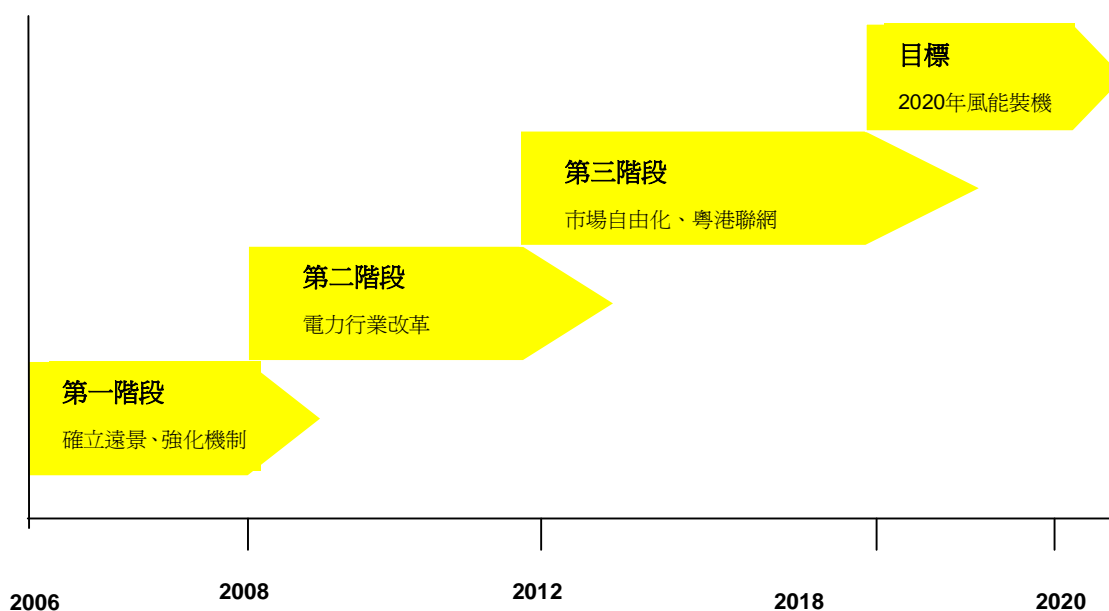 目標
2020年風能裝機
第三階段
市場自由化、粵港聯網
第二階段
電力行業改革
第一階段
確立遠景、強化機制
2006
2008
2012
2018
2020